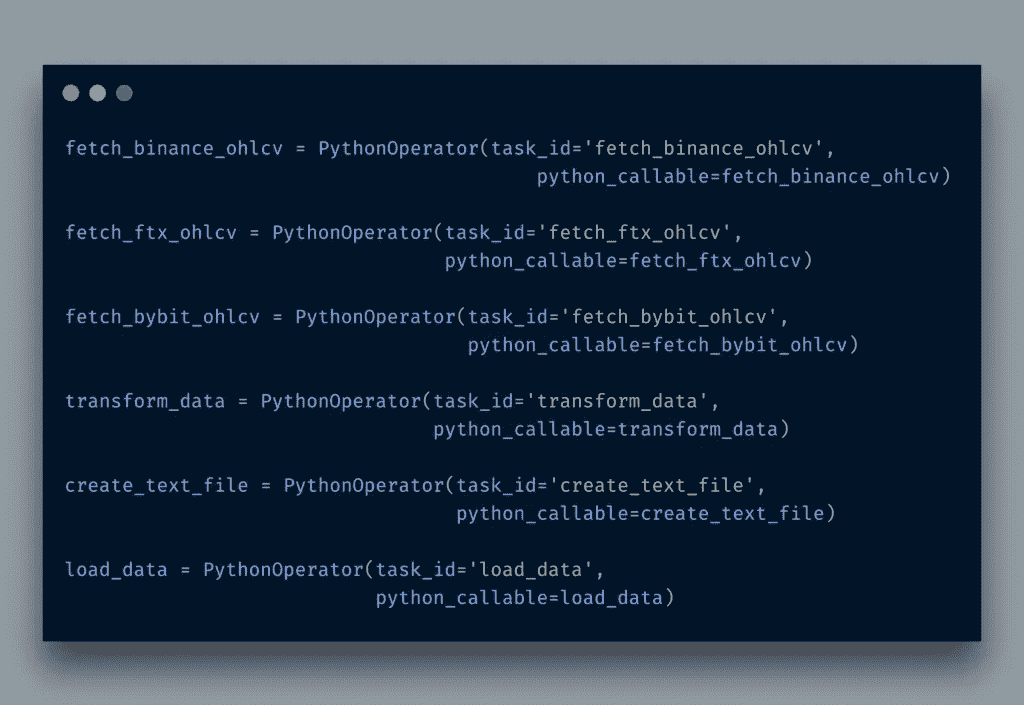 fetch_binance_ohlcv = PythonOperator(task_id='fetch_binance_ohlcv',
python_callable=fetch_binance_ohlcv)
fetch_ftx_ohlcv = PythonOperator(task_id='fetch_ftx_ohlcv',
python_callable=fetch_ftx_ohlcv)
fetch_bybit_ohlcv = PythonOperator(task_id='fetch_bybit_ohlcv',
python_callable=fetch_bybit_ohlcv)
transform_data = PythonOperator(task_id='transform_data',
python_callable=transform_data)
create_text_file = PythonOperator(task_id='create_text_file',
python_callable=create_text_file)
load_data = PythonOperator(task_id='load_data',
python_callable=load_data)